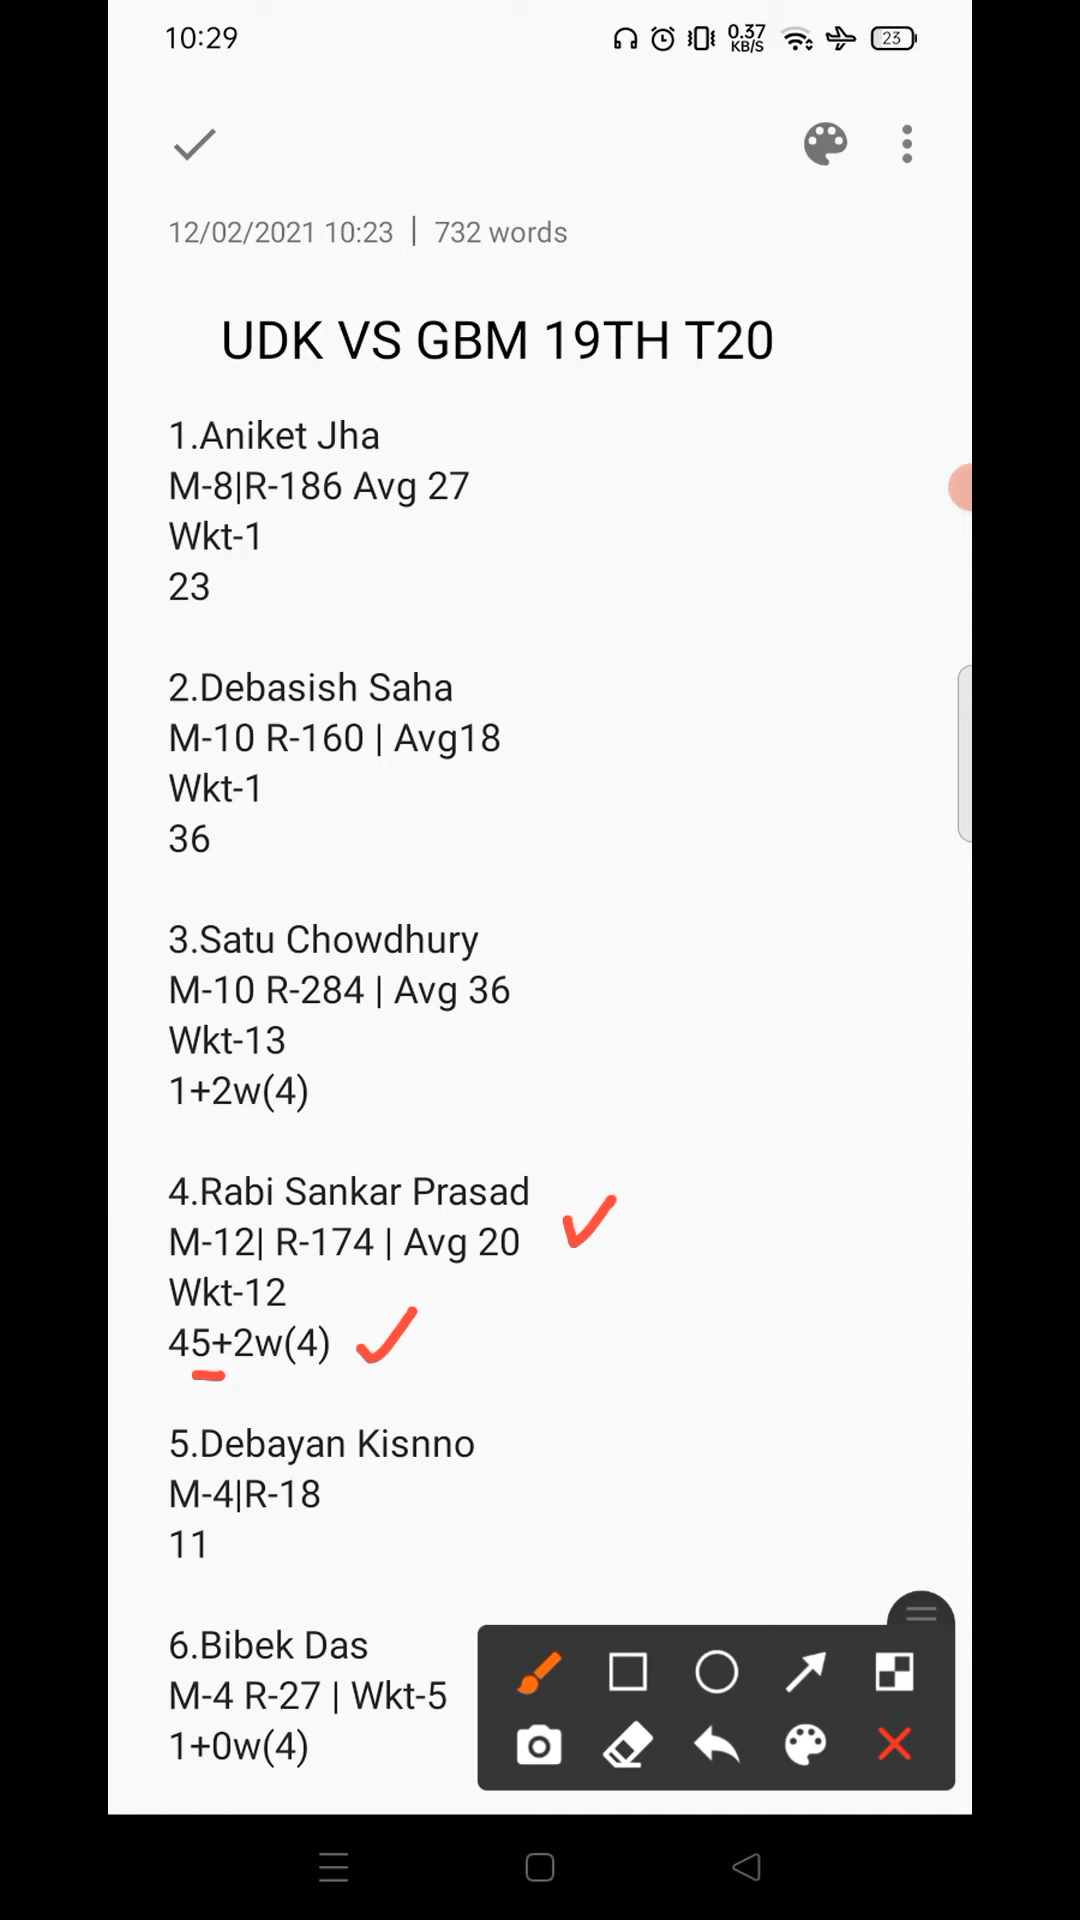 10:29
0.37
KB/S
23
12/02/2021 10:23 | 732 words
UDK VS GBM 19TH T20
1.Aniket Jha
M-8|R-186 Avg 27
Wkt-1
23
2.Debasish Saha
M-10 R-160 | Avg18
Wkt-1
36
3.Satu Chowdhury
M-10 R-284 | Avg 36
Wkt-13
1+2w(4)
4.Rabi Sankar Prasad
M-12| R-174 | Avg 20
Wkt-12
45+2w(4)
5.Debayan Kisnno
M-4|R-18
11
6.Bibek Das
M-4 R-27 | Wkt-5
1+0w(4)